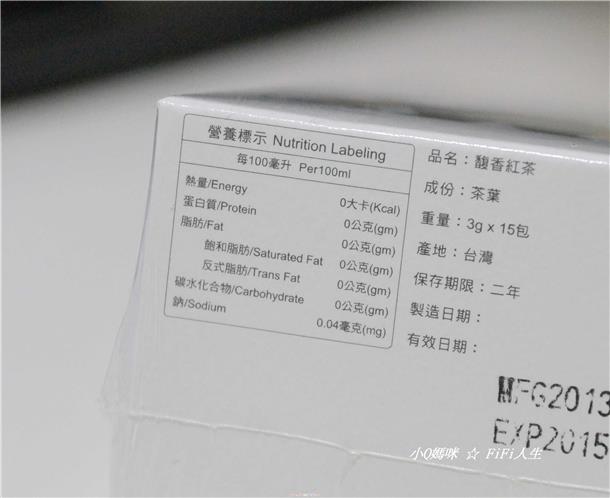 營養標示 Nutrition Labeling
每100毫升 Per100ml
熱量/Energy 0大卡(Kcal)
蛋白質/Protein 0公克(gm)
脂肪/Fat 0公克(gm)
飽和脂肪/Saturated Fat 0公克(gm)
反式脂肪/Trans Fat 0公克(gm)
碳水化合物/Carbohydrate 0公克(gm)
鈉/Sodium 0.04毫克(mg)
品名：馥香紅茶
成份：茶葉
重量：3g x 15包
產地：台灣
保存期限：二年
製造日期：
有效日期：
MFG2013
EXP2015
小Q媽咪 ☆ FiFi人生